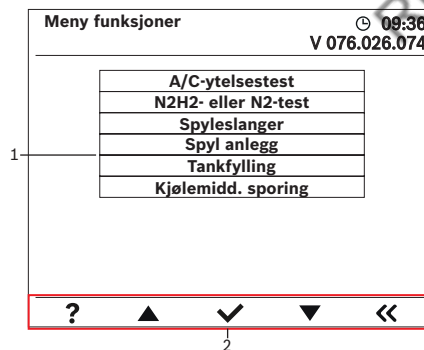 Meny funksjoner
09:36
V 076.026.074
A/C-ytelsestest
N2H2- eller N2-test
Spyleslanger
Spyl anlegg
1
Tankfylling
Kjølemidd. sporing
?
2